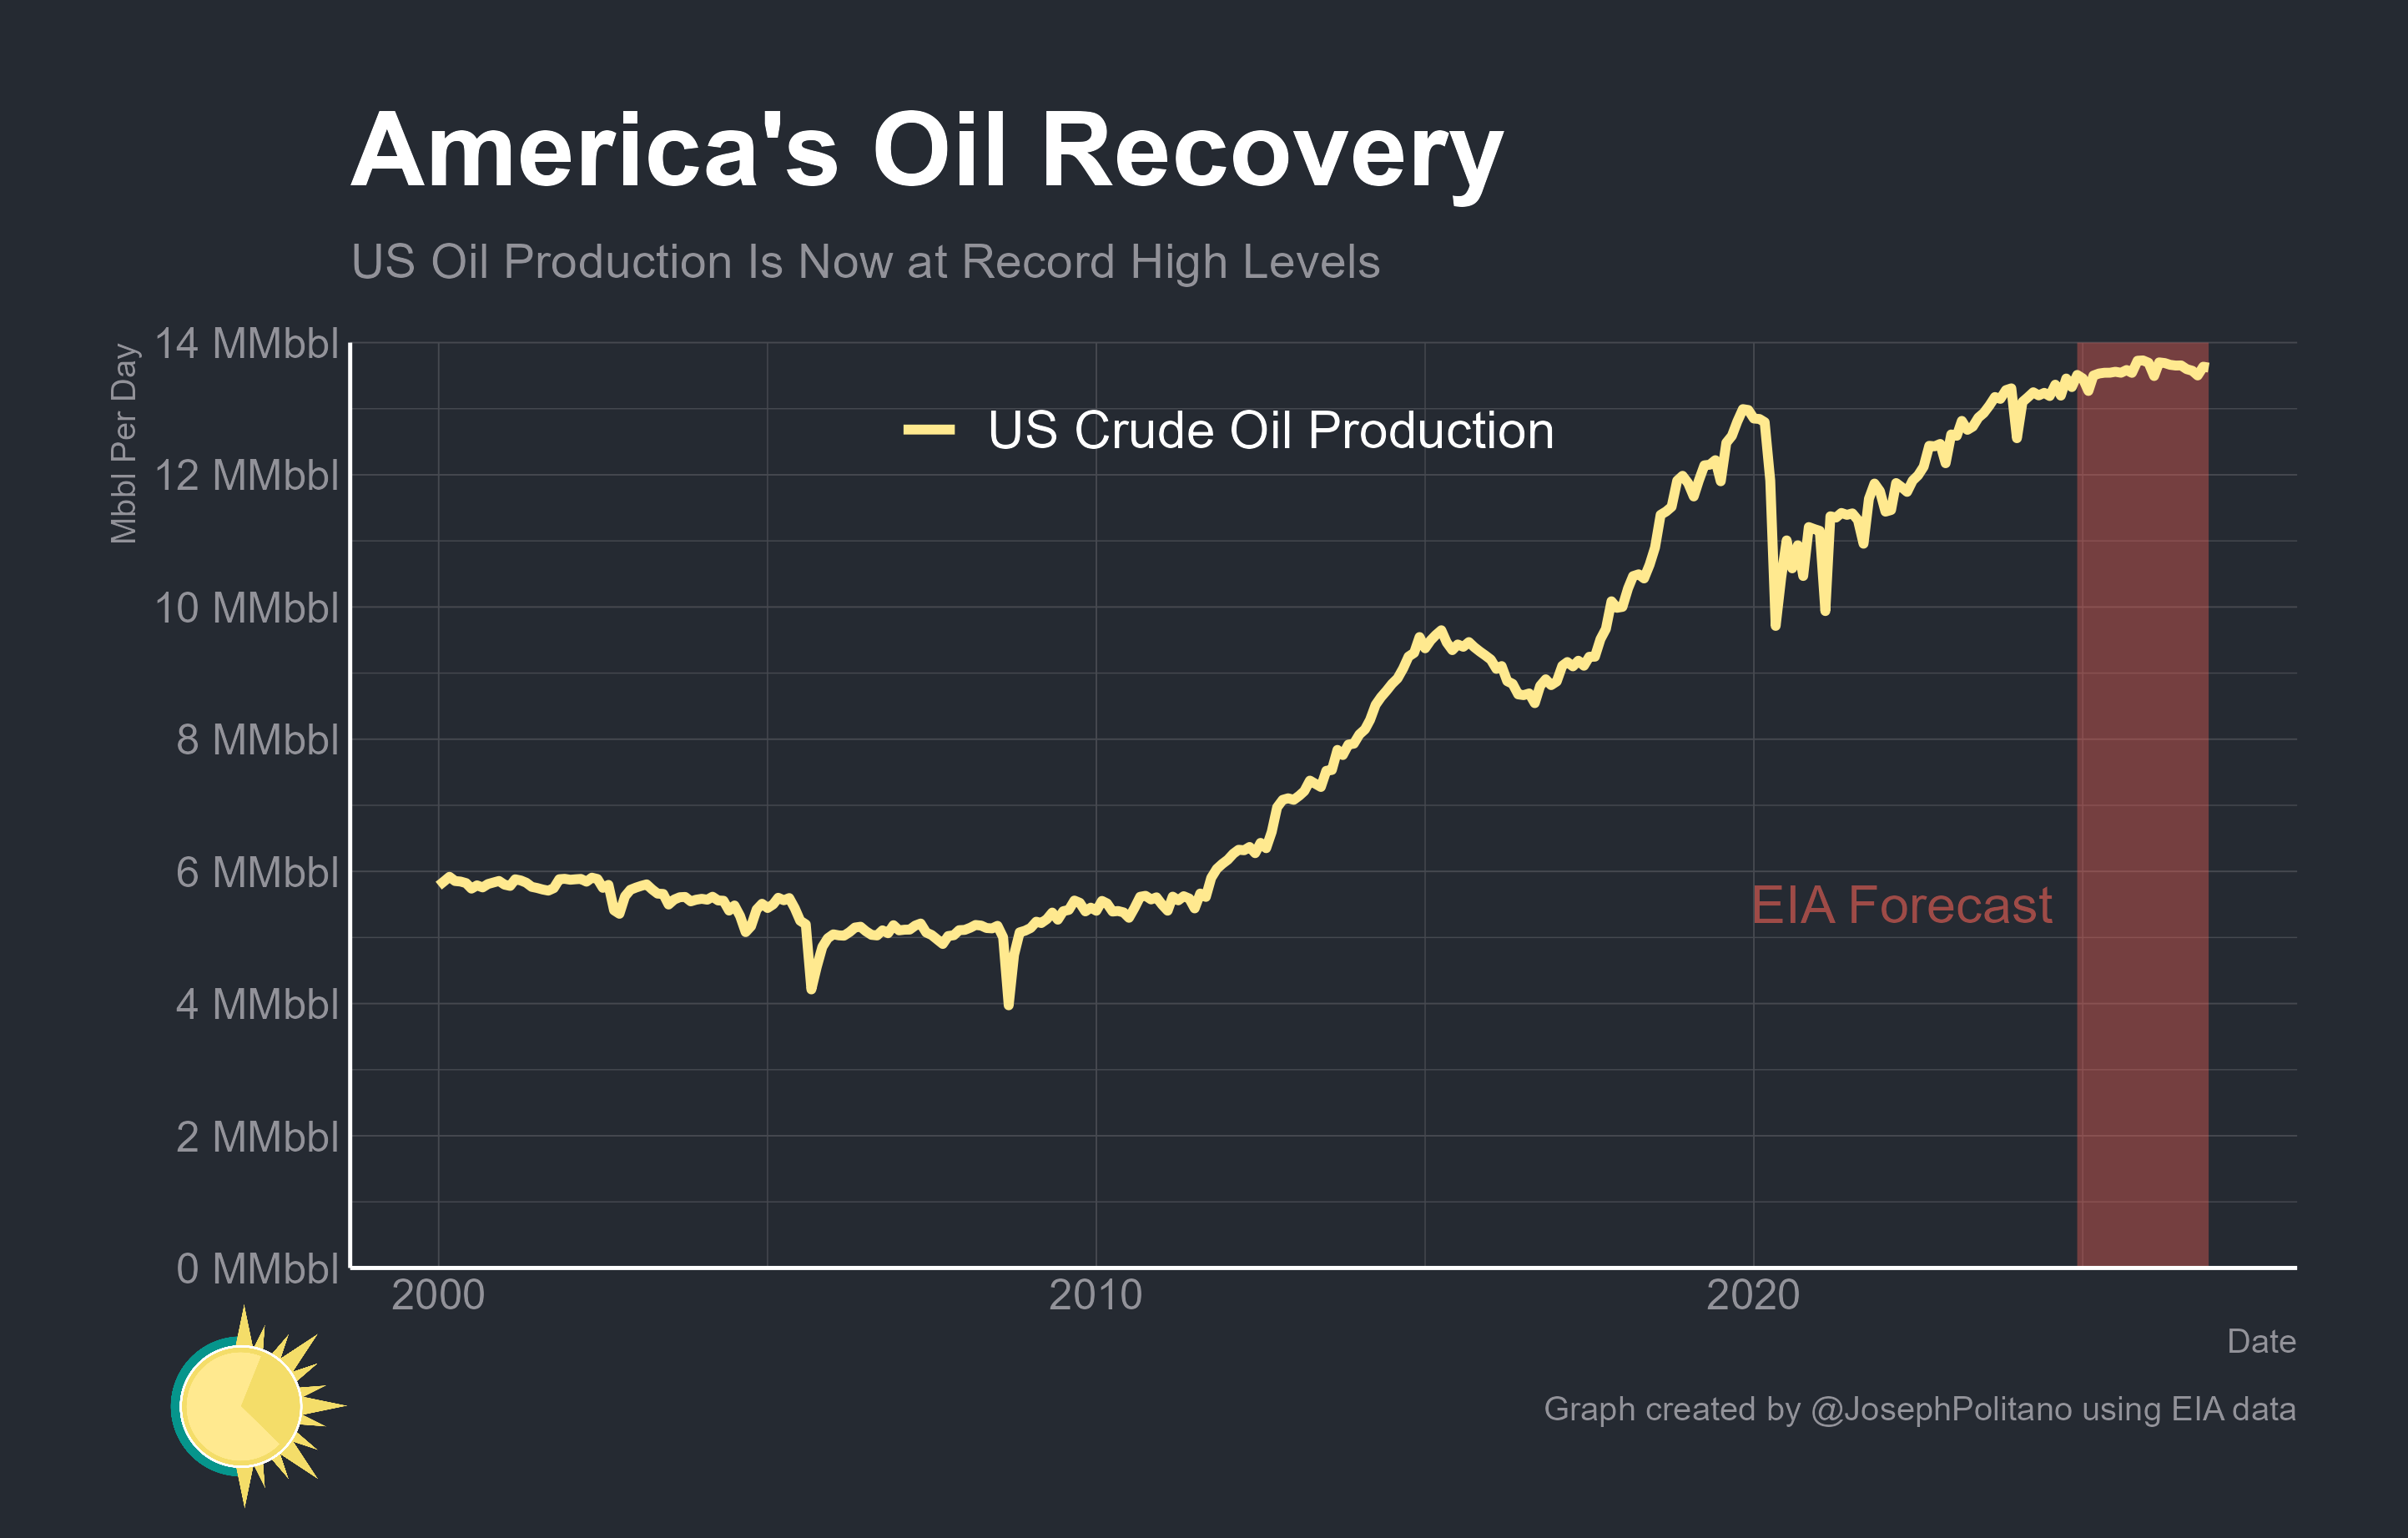 America's Oil Recovery
US Oil Production Is Now at Record High Levels
Mbbl Per Day
14 MMbbl
12 MMbbl
10 MMbbl
8 MMbbl
6 MMbbl
4 MMbbl
2 MMbbl
0 MMbbl
US Crude Oil Production
EIA Forecast
2000
2010
2020
Date
Graph created by @JosephPolitano using EIA data